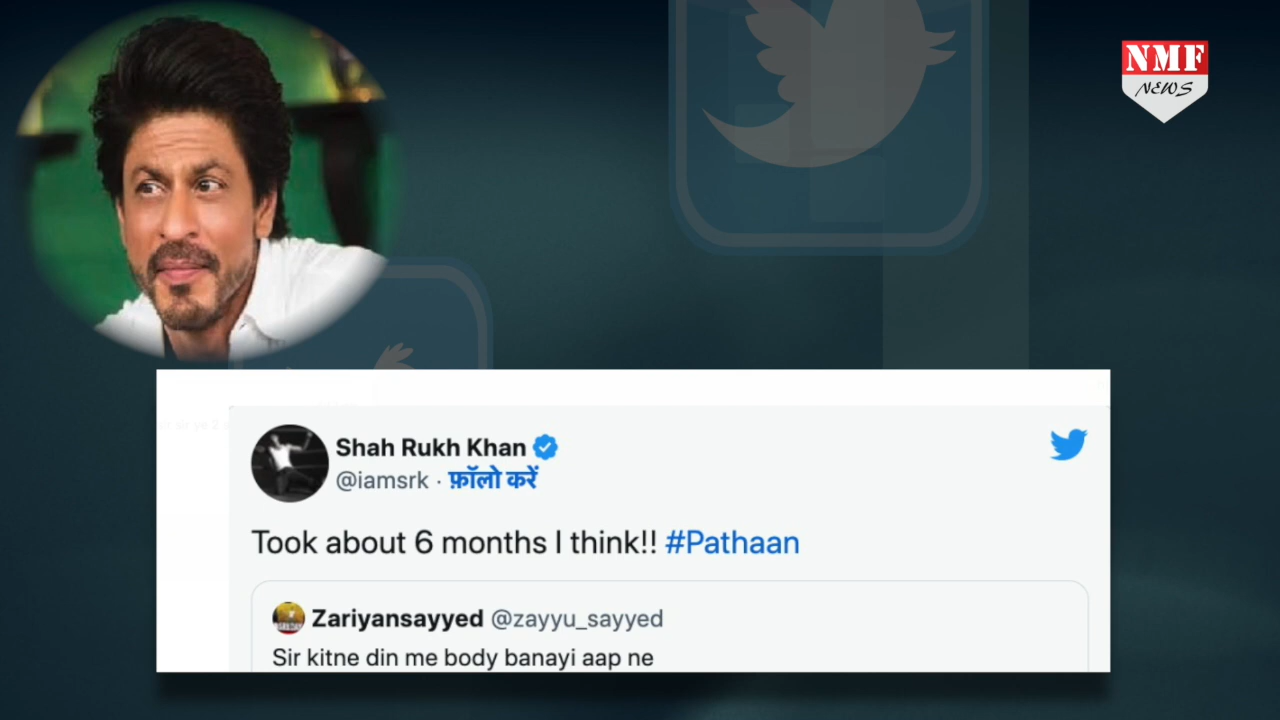 NMF
NEWS
Shah Rukh Khan
@iamsrk · फ़ॉलो करें
Took about 6 months I think!! #Pathaan
Zariyansayyed @zayyu_sayyed
Sir kitne din me body banayi aap ne